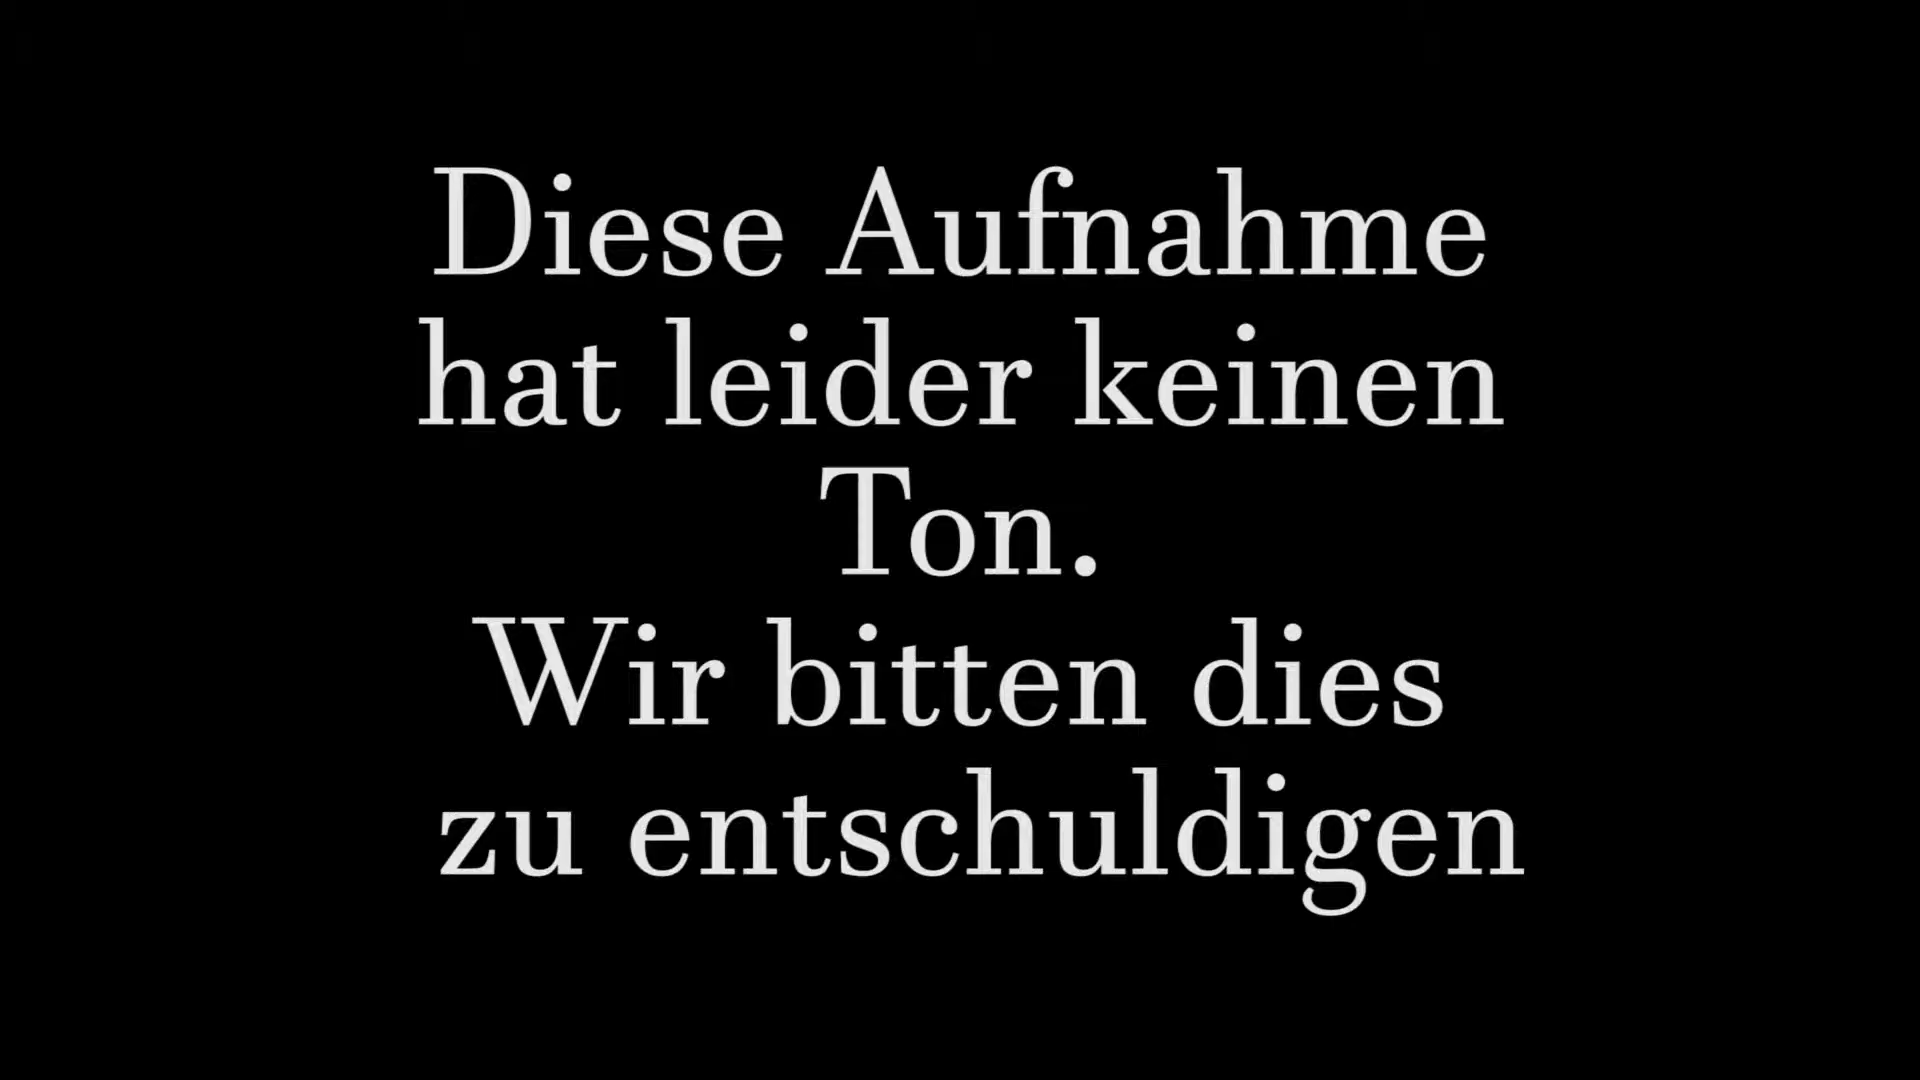 Diese Aufnahme
hat leider keinen
Ton.
Wir bitten dies
zu entschuldigen